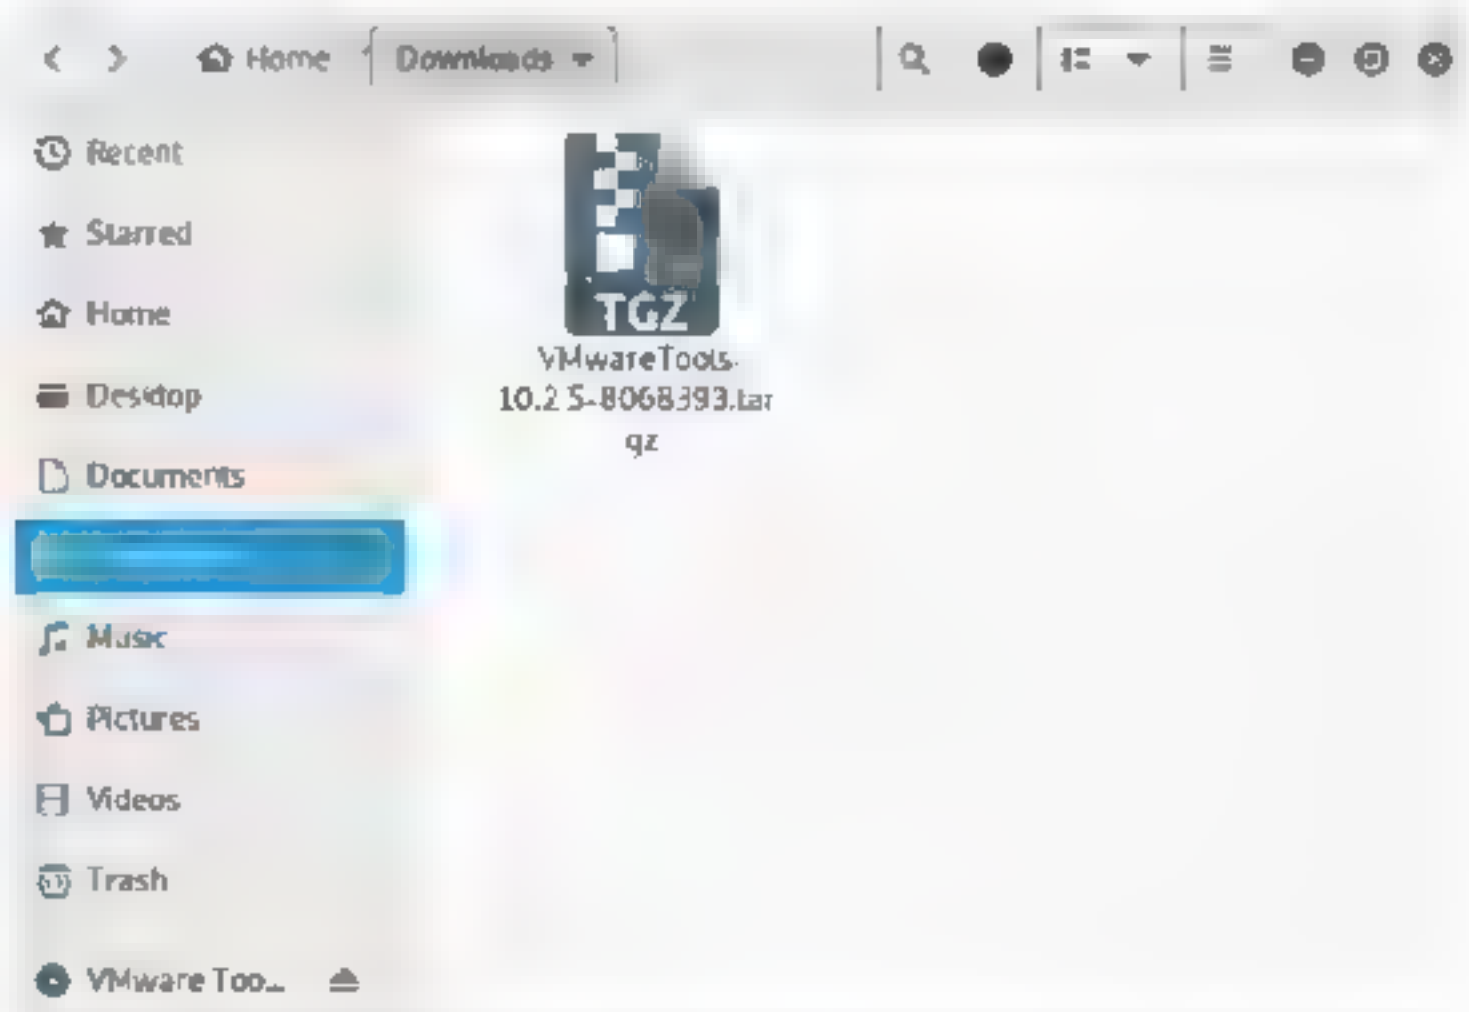 Home
Downloads
Recent
Starred
Home
Desktop
Documents
Music
Pictures
Videos
Trash
VMware Too...
TGZ
VMwareTools-
10.2.5-8068393.tar
gz